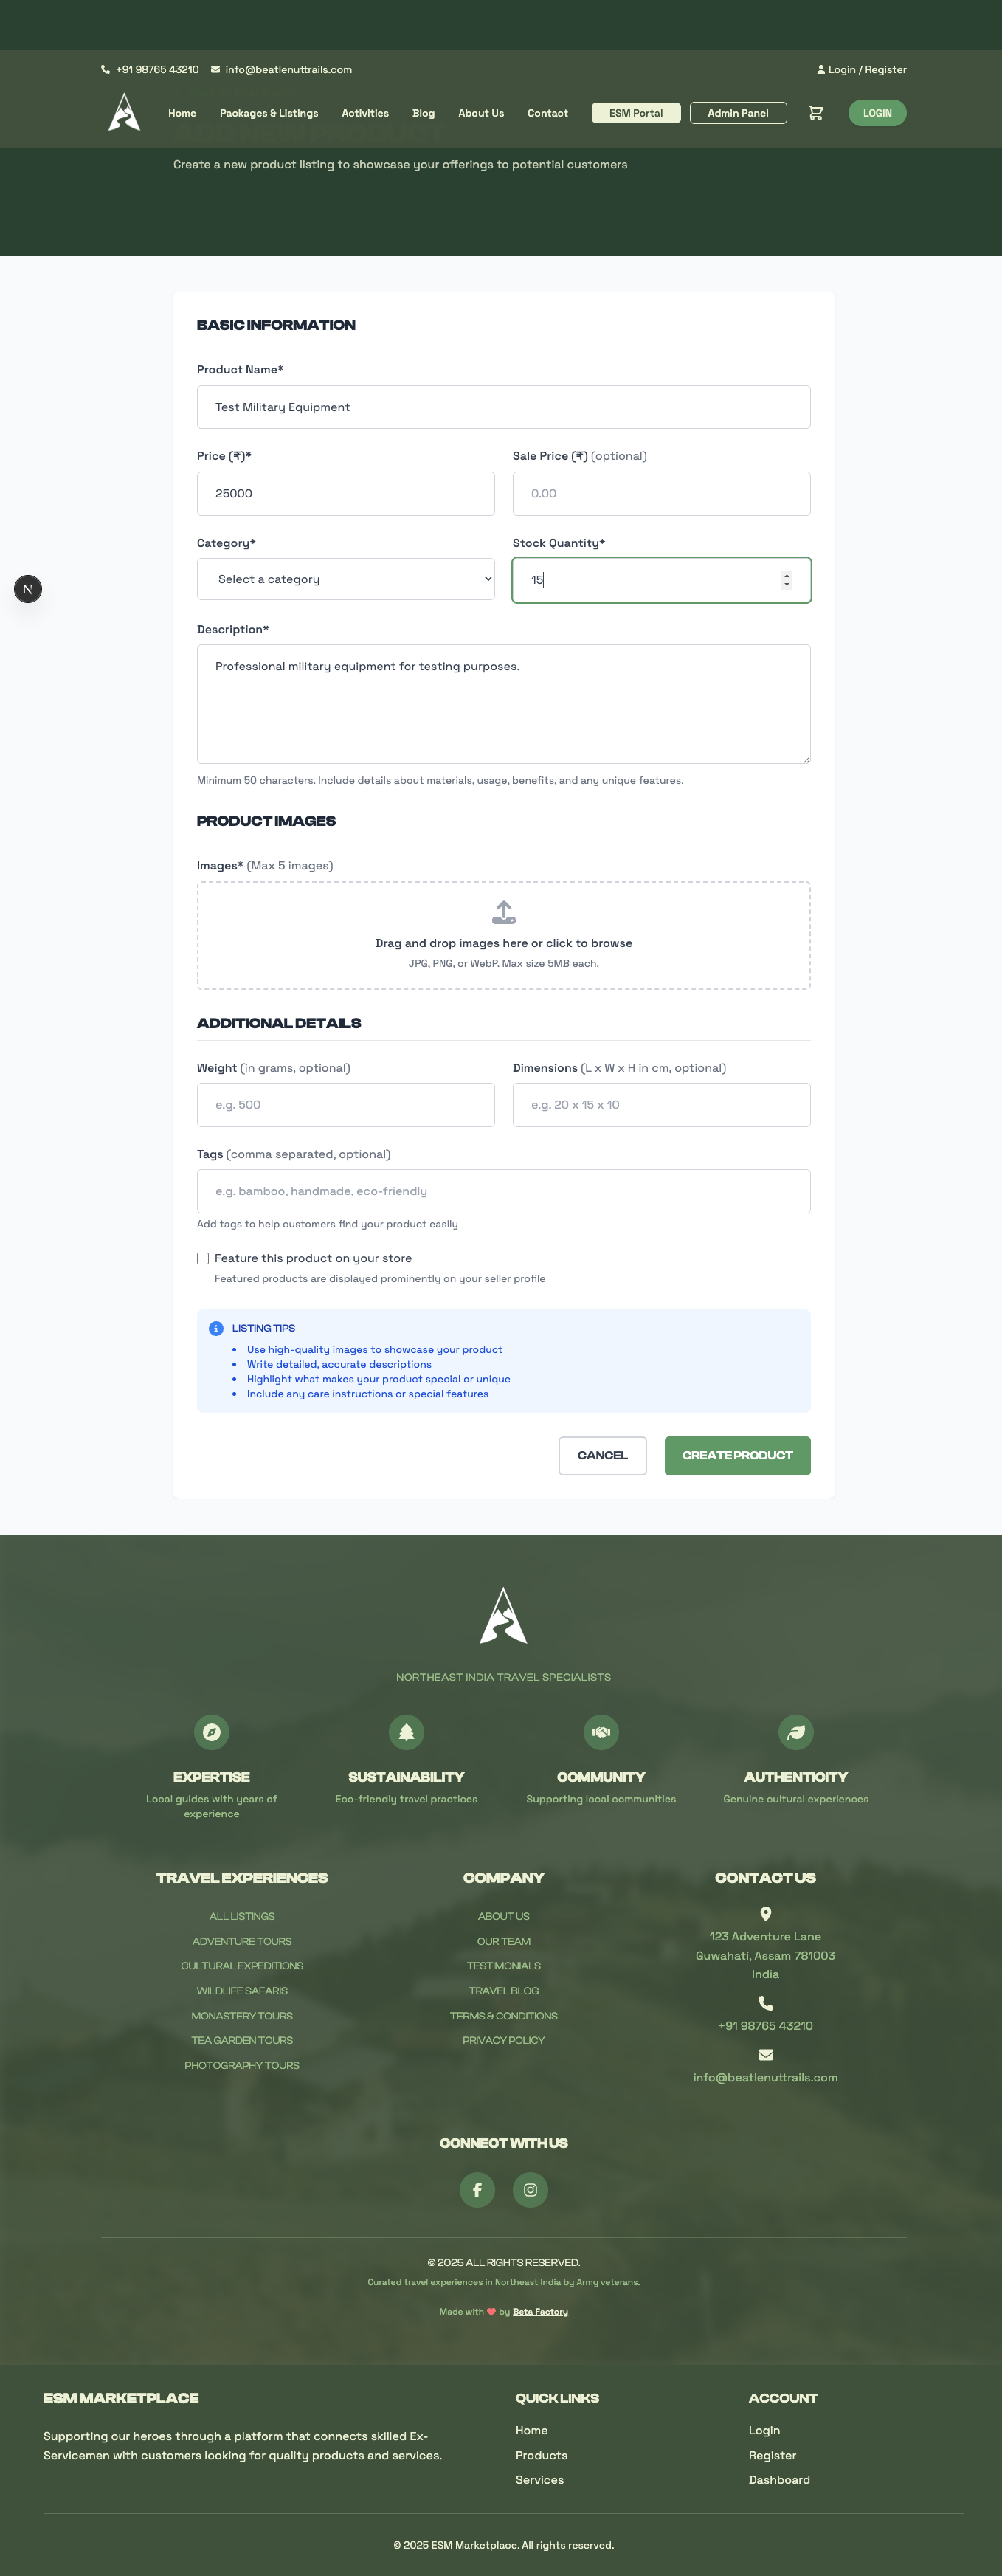 +91 98765 43210 info@beatlenuttrails.com Login / Register
Home Packages & Listings Activities Blog About Us Contact ESM Portal Admin Panel LOGIN
Create a new product listing to showcase your offerings to potential customers
BASIC INFORMATION
Product Name*
Test Military Equipment
Price (₹)* Sale Price (₹) (optional)
25000 0.00
Category* Stock Quantity*
Select a category 15
Description*
Professional military equipment for testing purposes.
Minimum 50 characters. Include details about materials, usage, benefits, and any unique features.
PRODUCT IMAGES
Images* (Max 5 images)
Drag and drop images here or click to browse
JPG, PNG, or WebP. Max size 5MB each.
ADDITIONAL DETAILS
Weight (in grams, optional) Dimensions (L x W x H in cm, optional)
e.g. 500 e.g. 20 x 15 x 10
Tags (comma separated, optional)
e.g. bamboo, handmade, eco-friendly
Add tags to help customers find your product easily
Feature this product on your store
Featured products are displayed prominently on your seller profile
LISTING TIPS
Use high-quality images to showcase your product
Write detailed, accurate descriptions
Highlight what makes your product special or unique
Include any care instructions or special features
CANCEL CREATE PRODUCT
NORTHEAST INDIA TRAVEL SPECIALISTS
EXPERTISE
Local guides with years of
experience
SUSTAINABILITY
Eco-friendly travel practices
COMMUNITY
Supporting local communities
AUTHENTICITY
Genuine cultural experiences
TRAVEL EXPERIENCES
ALL LISTINGS
ADVENTURE TOURS
CULTURAL EXPEDITIONS
WILDLIFE SAFARIS
MONASTERY TOURS
TEA GARDEN TOURS
PHOTOGRAPHY TOURS
COMPANY
ABOUT US
OUR TEAM
TESTIMONIALS
TRAVEL BLOG
TERMS & CONDITIONS
PRIVACY POLICY
CONTACT US
123 Adventure Lane
Guwahati, Assam 781003
India
+91 98765 43210
info@beatlenuttrails.com
CONNECT WITH US
© 2025 ALL RIGHTS RESERVED.
Curated travel experiences in Northeast India by Army veterans.
Made with by Beta Factory
ESM MARKETPLACE
Supporting our heroes through a platform that connects skilled Ex-
Servicemen with customers looking for quality products and services.
QUICK LINKS
Home
Products
Services
ACCOUNT
Login
Register
Dashboard
© 2025 ESM Marketplace. All rights reserved.